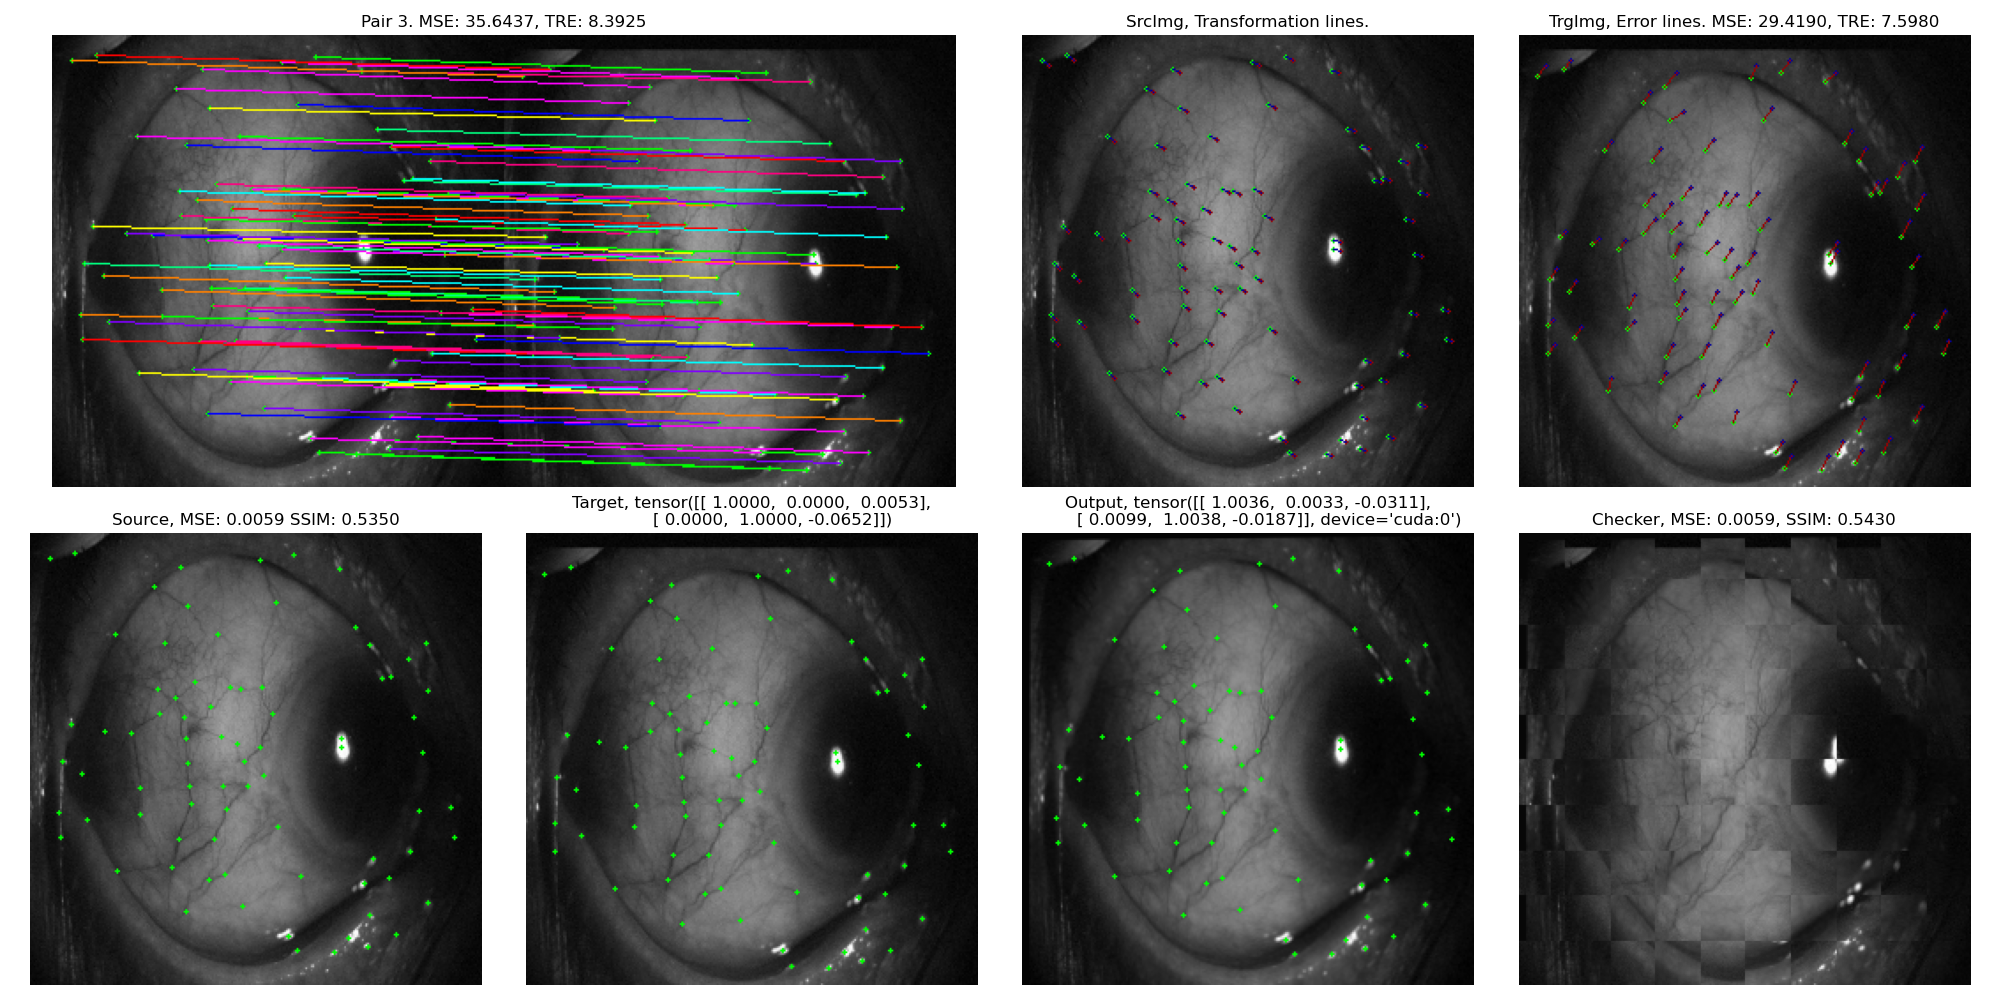 Pair 3. MSE: 35.6437, TRE: 8.3925
SrcImg, Transformation lines.
TrgImg, Error lines. MSE: 29.4190, TRE: 7.5980
Source, MSE: 0.0059 SSIM: 0.5350
Target, tensor([[ 1.0000, 0.0000, 0.0053],
[ 0.0000, 1.0000, -0.0652]])
Output, tensor([[ 1.0036, 0.0033, -0.0311],
[ 0.0099, 1.0038, -0.0187]], device='cuda:0')
Checker, MSE: 0.0059, SSIM: 0.5430